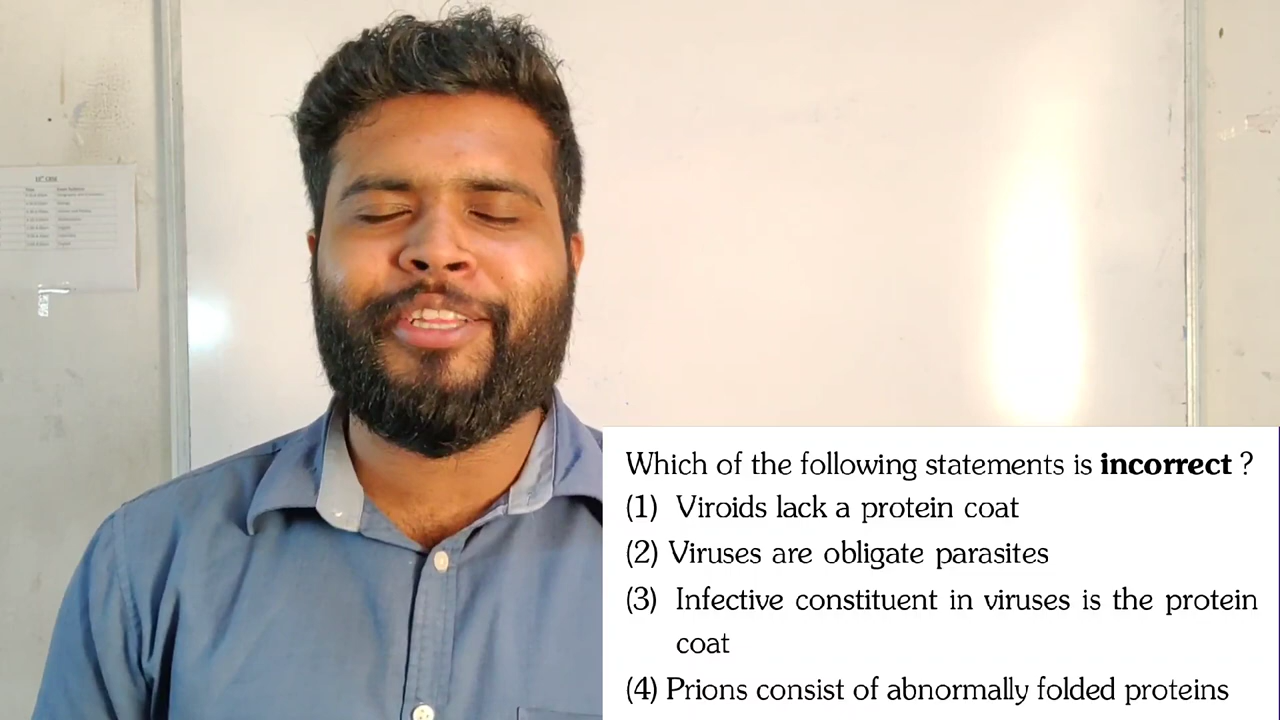 Which of the following statements is incorrect ?
(1) Viroids lack a protein coat
(2) Viruses are obligate parasites
(3) Infective constituent in viruses is the protein
coat
(4) Prions consist of abnormally folded proteins